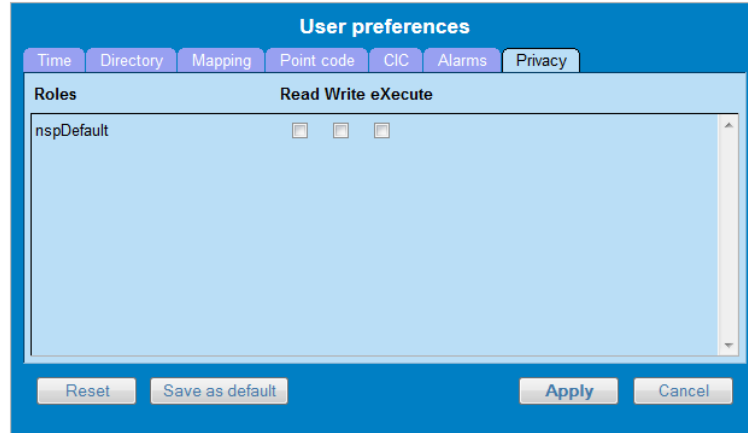 User preferences
Time Directory Mapping Point code CIC Alarms Privacy
Roles Read Write eXecute
nspDefault
Reset Save as default Apply Cancel